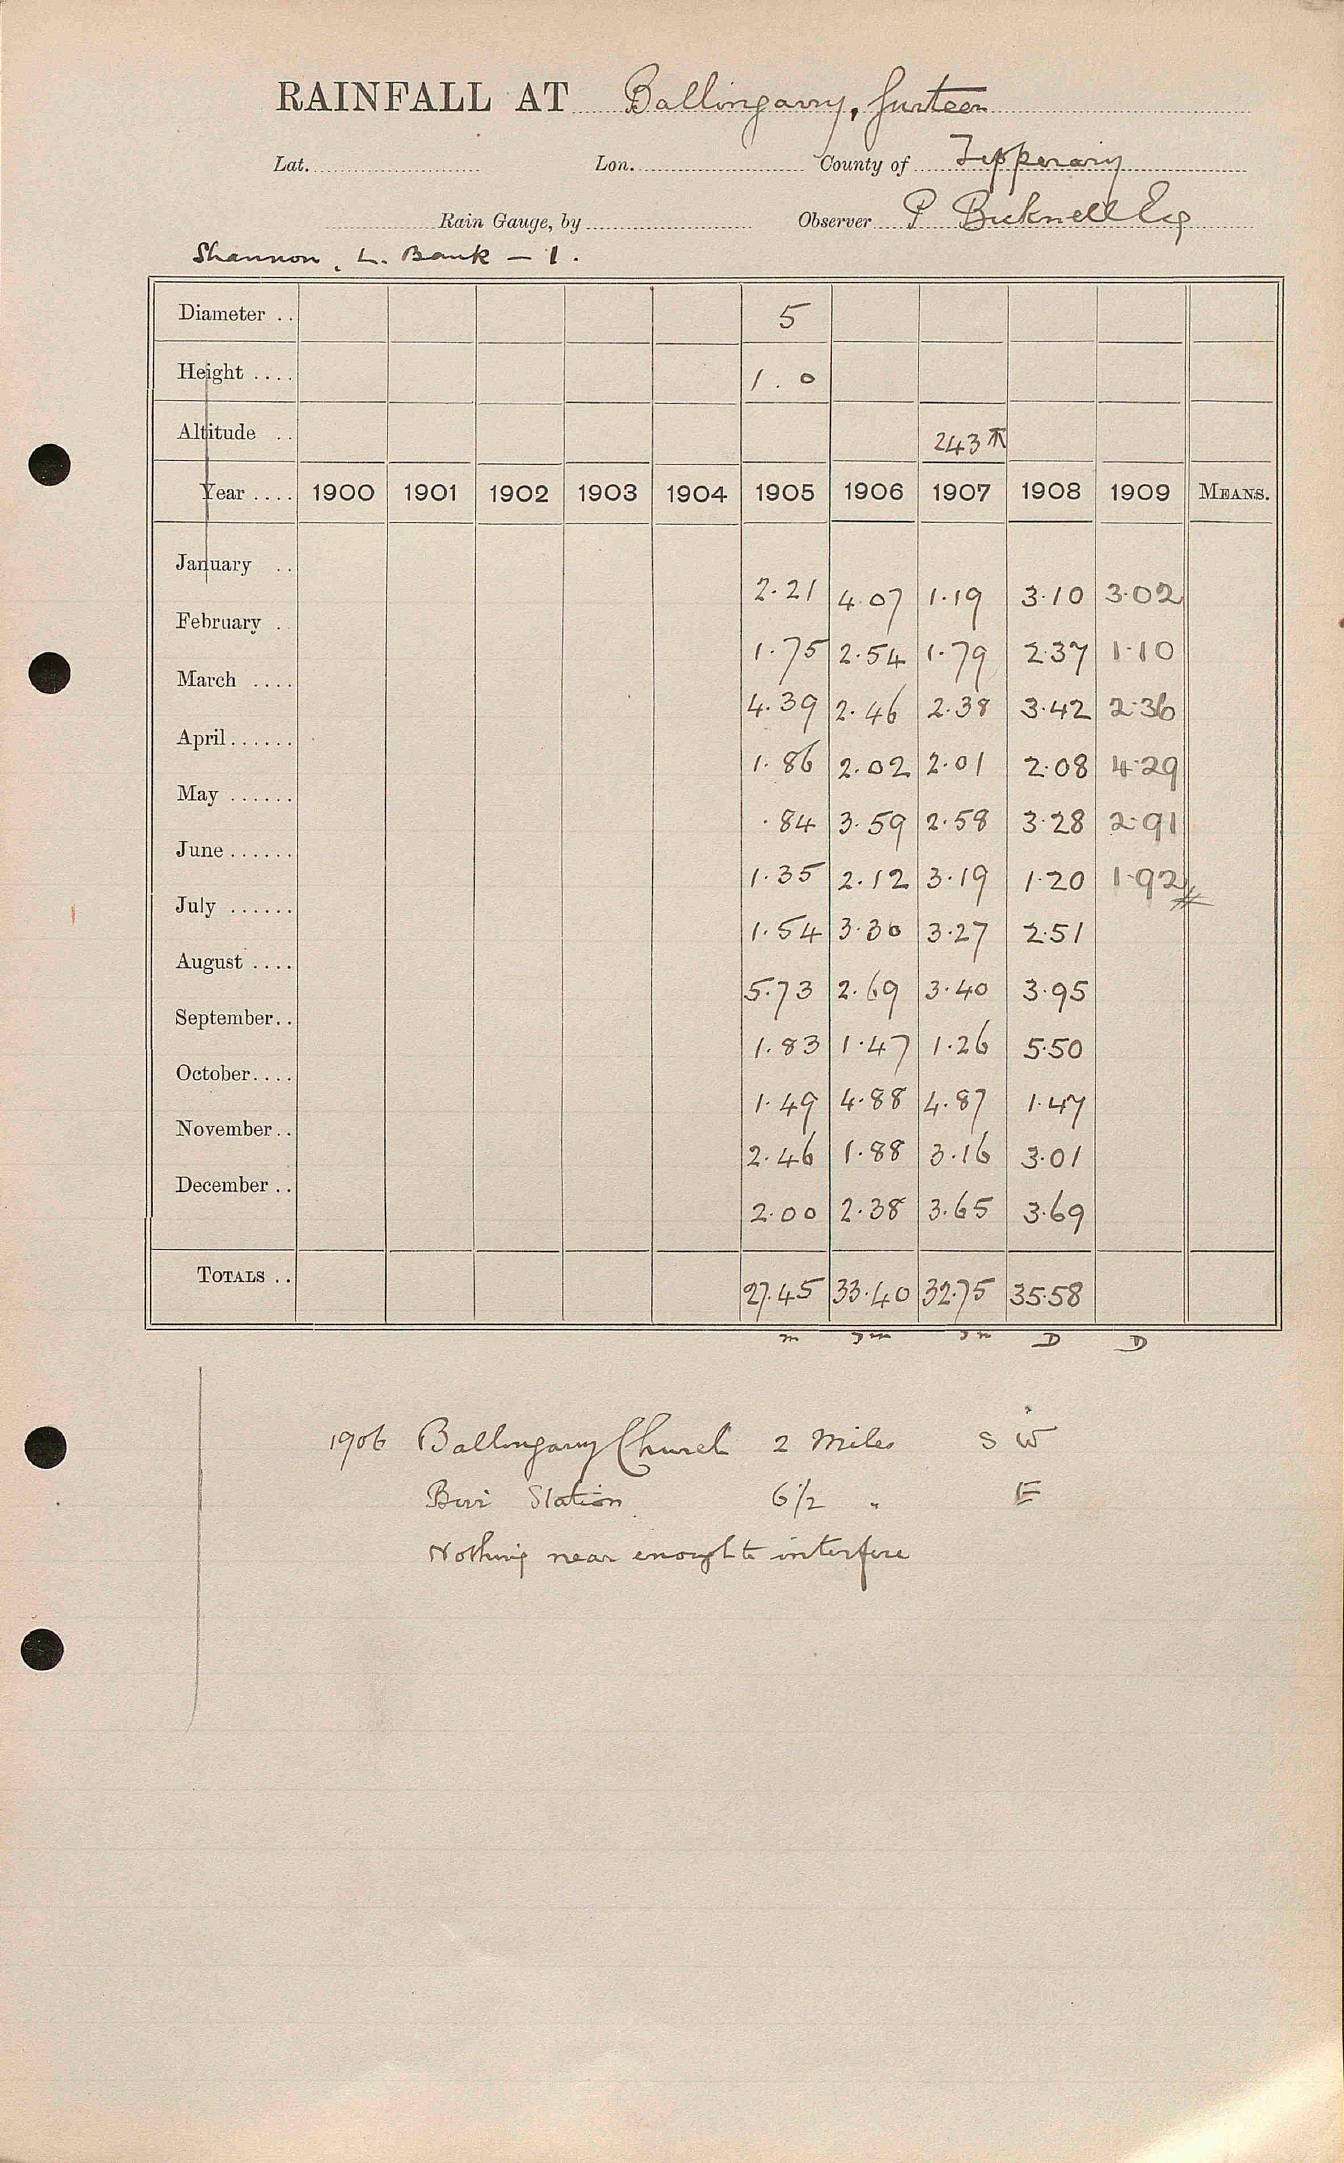 RAINFALL AT Ballingarry, Gurteen
Lat. Lon. County of Tipperary
Rain Gauge, by Observer P Bicknell Esq
Shannon, L. Bank – 1.
Diameter .. 5
Height .... 1.0
Altitude .. 243
Year .... 1900 1901 1902 1903 1904 1905 1906 1907 1908 1909 MEANS.
January .. 2.21 4.07 1.19 3.10 3.02
February . 1.75 2.54 1.79 2.37 1.10
March .... 4.39 2.46 2.38 3.42 2.36
April ...... 1.86 2.02 2.01 2.08 4.29
May ...... .84 3.59 2.58 3.28 2.91
June ...... 1.35 2.12 3.19 1.20 1.92
July ...... 1.54 3.30 3.27 2.51
August .... 5.73 2.69 3.40 3.95
September.. 1.83 1.47 1.26 5.50
October.... 1.49 4.88 4.87 1.47
November.. 2.46 1.88 3.16 3.01
December .. 2.00 2.38 3.65 3.69
TOTALS .. 27.45 33.40 32.75 35.58
m D D
1906 Ballingarry Church 2 Miles S W
Birr Station 6½ " E
Nothing near enough to interfere